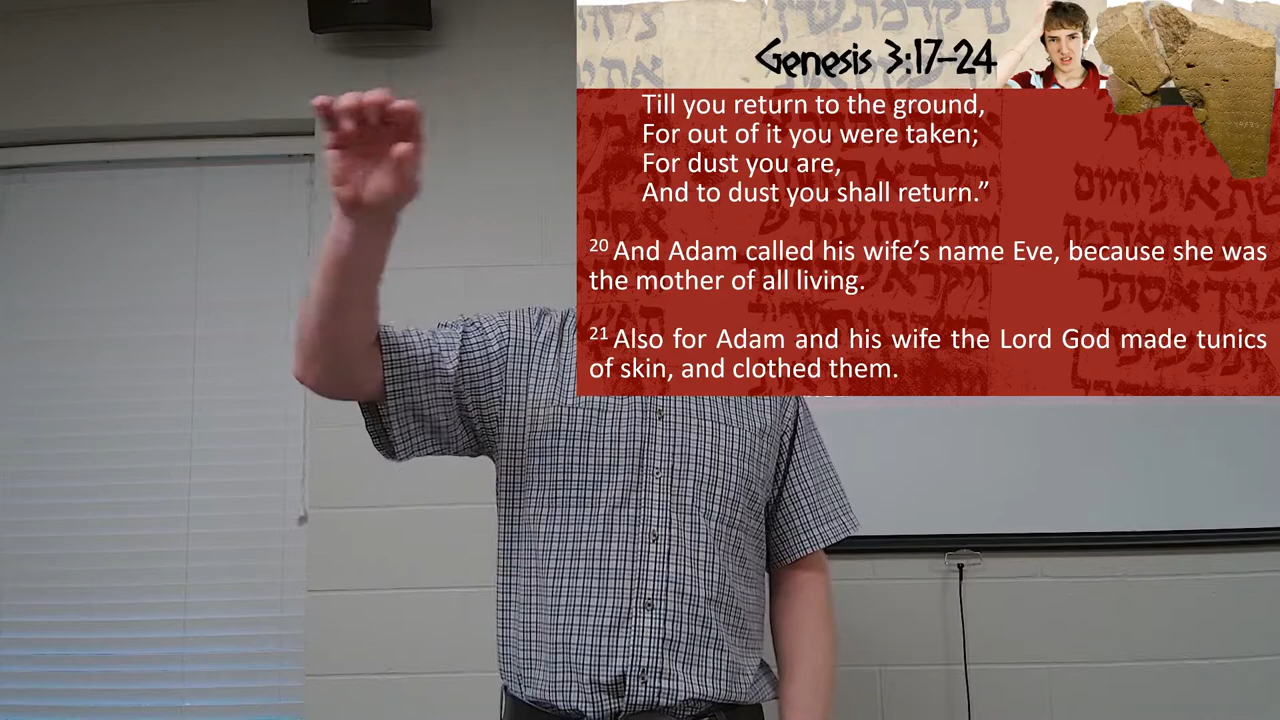 Genesis 3:17-24
Till you return to the ground,
For out of it you were taken;
For dust you are,
And to dust you shall return.”
20 And Adam called his wife’s name Eve, because she was
the mother of all living.
21 Also for Adam and his wife the Lord God made tunics
of skin, and clothed them.